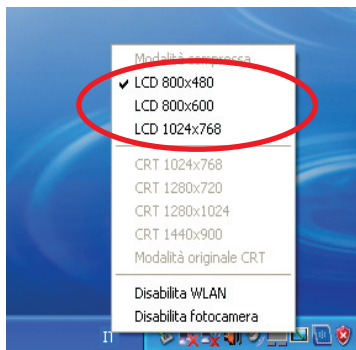 Modalità compressa
LCD 800x480
LCD 800x600
LCD 1024x768
CRT 1024x768
CRT 1280x720
CRT 1280x1024
CRT 1440x900
Modalità originale CRT
Disabilita WLAN
Disabilita fotocamera